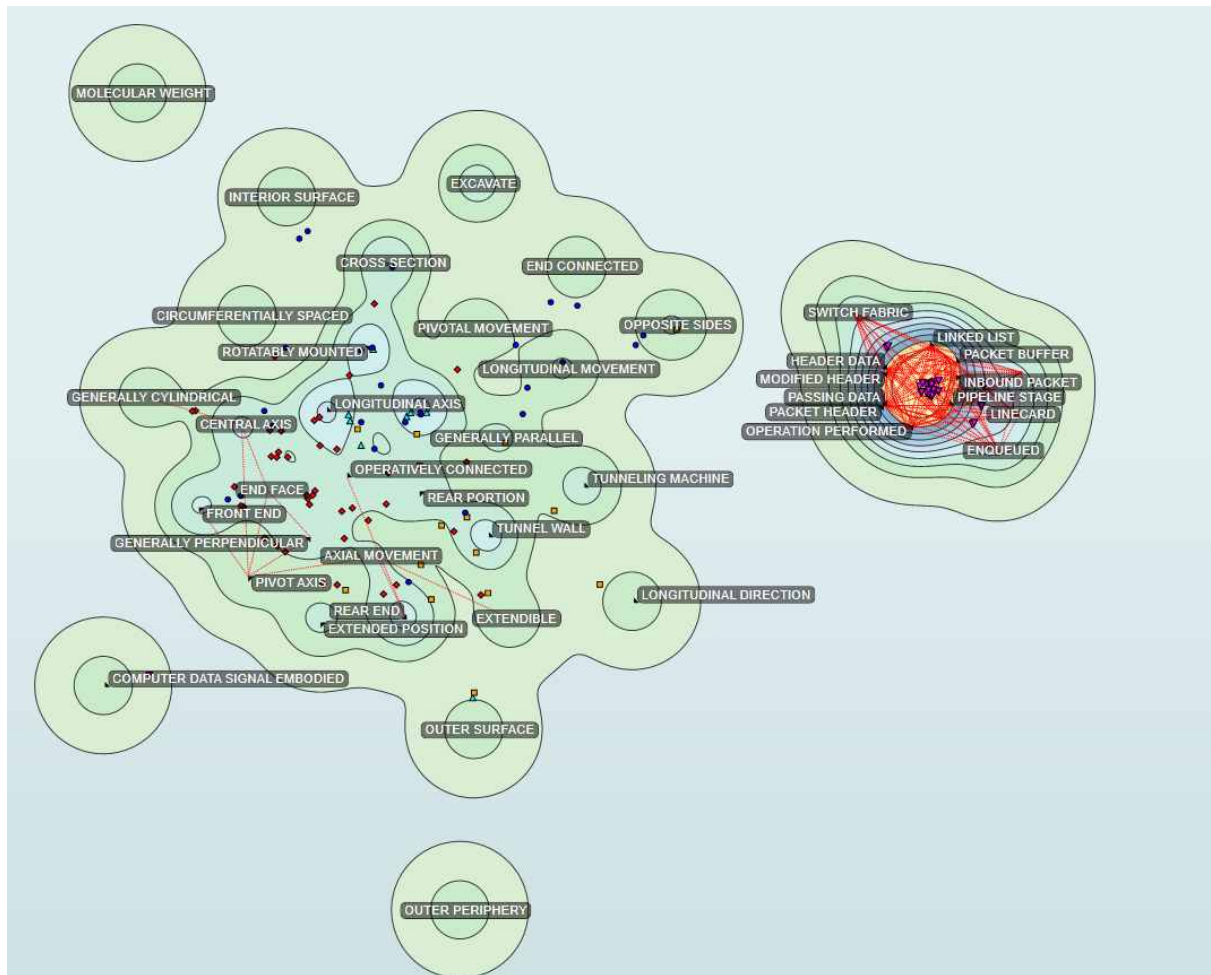 MOLECULAR WEIGHT
EXCAVATE
INTERIOR SURFACE
CROSS SECTION
END CONNECTED
CIRCUMFERENTIALLY SPACED
PIVOTAL MOVEMENT
OPPOSITE SIDES
ROTATABLY MOUNTED
LONGITUDINAL MOVEMENT
GENERALLY CYLINDRICAL
LONGITUDINAL AXIS
CENTRAL AXIS
GENERALLY PARALLEL
OPERATIVELY CONNECTED
TUNNELING MACHINE
END FACE
REAR PORTION
FRONT END
TUNNEL WALL
GENERALLY PERPENDICULAR
AXIAL MOVEMENT
PIVOT AXIS
LONGITUDINAL DIRECTION
REAR END
EXTENDIBLE
EXTENDED POSITION
COMPUTER DATA SIGNAL EMBODIED
OUTER SURFACE
OUTER PERIPHERY
SWITCH FABRIC
LINKED LIST
HEADER DATA
PACKET BUFFER
MODIFIED HEADER
INBOUND PACKET
PASSING DATA
PIPELINE STAGE
PACKET HEADER
LINECARD
OPERATION PERFORMED
ENQUEUED